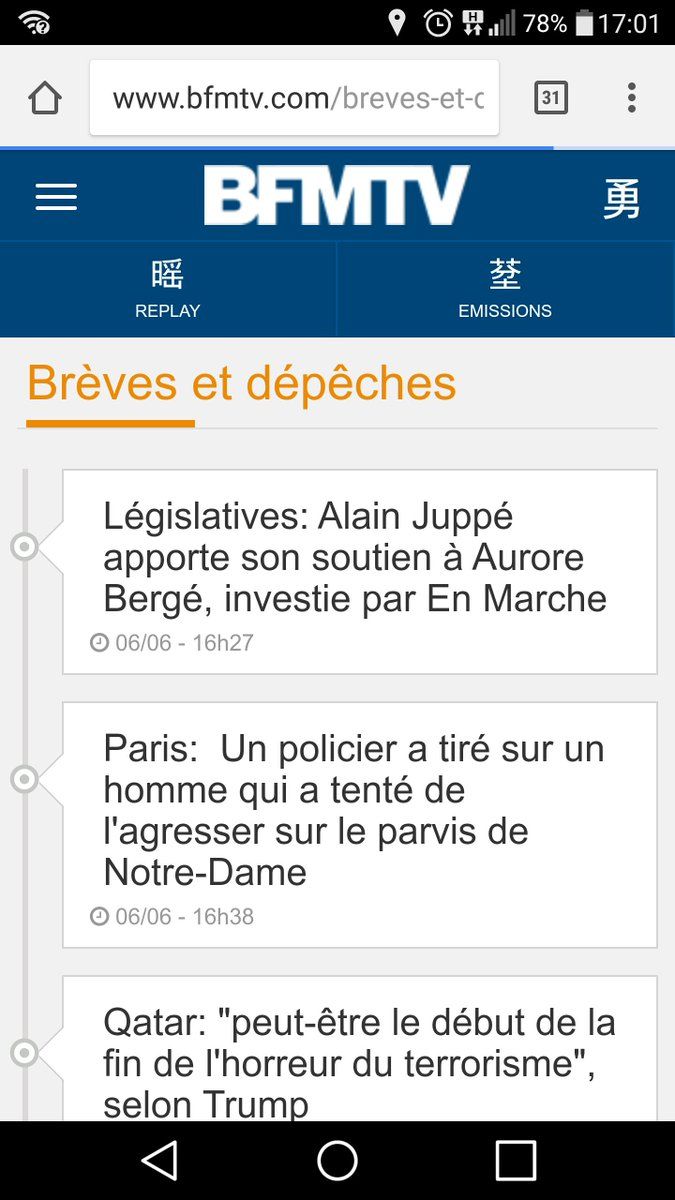 H
78%
17:01
www.bfmtv.com/breves-et-c
31
BFMTV
勇
REPLAY
EMISSIONS
Brèves et dépêches
Législatives: Alain Juppé
apporte son soutien à Aurore
Bergé, investie par En Marche
06/06 - 16h27
Paris:  Un policier a tiré sur un
homme qui a tenté de
l'agresser sur le parvis de
Notre-Dame
06/06 - 16h38
Qatar: "peut-être le début de la
fin de l'horreur du terrorisme",
selon Trump